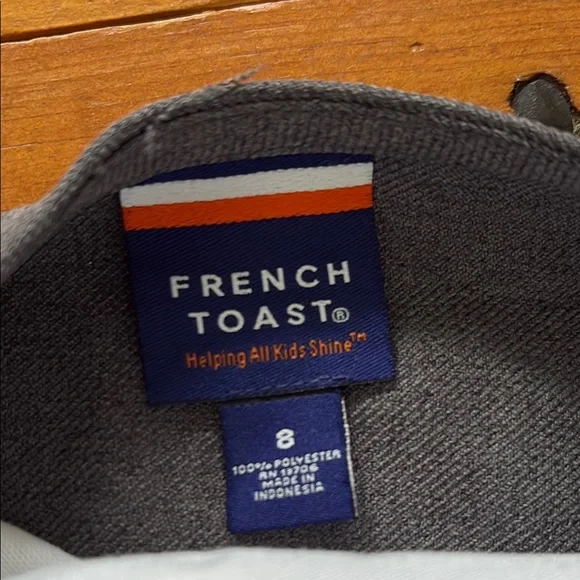 FRENCH
TOAST®
Helping All Kids Shine™
8
100% POLYESTER
RN 13706
MADE IN
INDONESIA